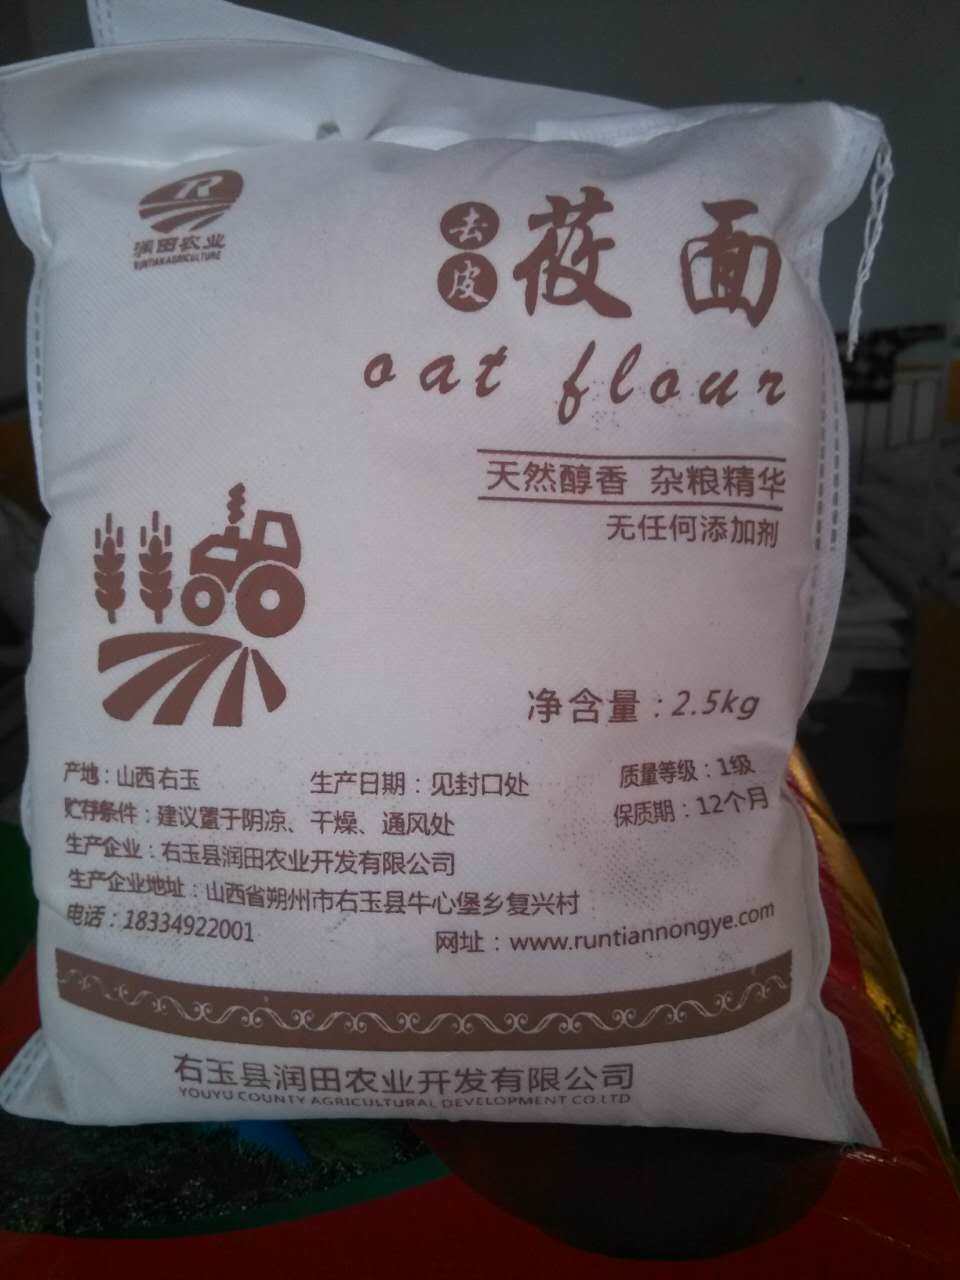 TR
润田农业
RUNTIANAGRICULTURE
去皮 莜面
oat flour
天然醇香 杂粮精华
无任何添加剂
净含量：2.5kg
产地：山西右玉 生产日期：见封口处 质量等级：1级
贮存条件：建议置于阴凉、干燥、通风处 保质期：12个月
生产企业：右玉县润田农业开发有限公司
生产企业地址：山西省朔州市右玉县牛心堡乡复兴村
电话：18334922001
网址：www.runtiannongye.com
右玉县润田农业开发有限公司
YOUYU COUNTY AGRICULTURAL DEVELOPMENT CO.LTD